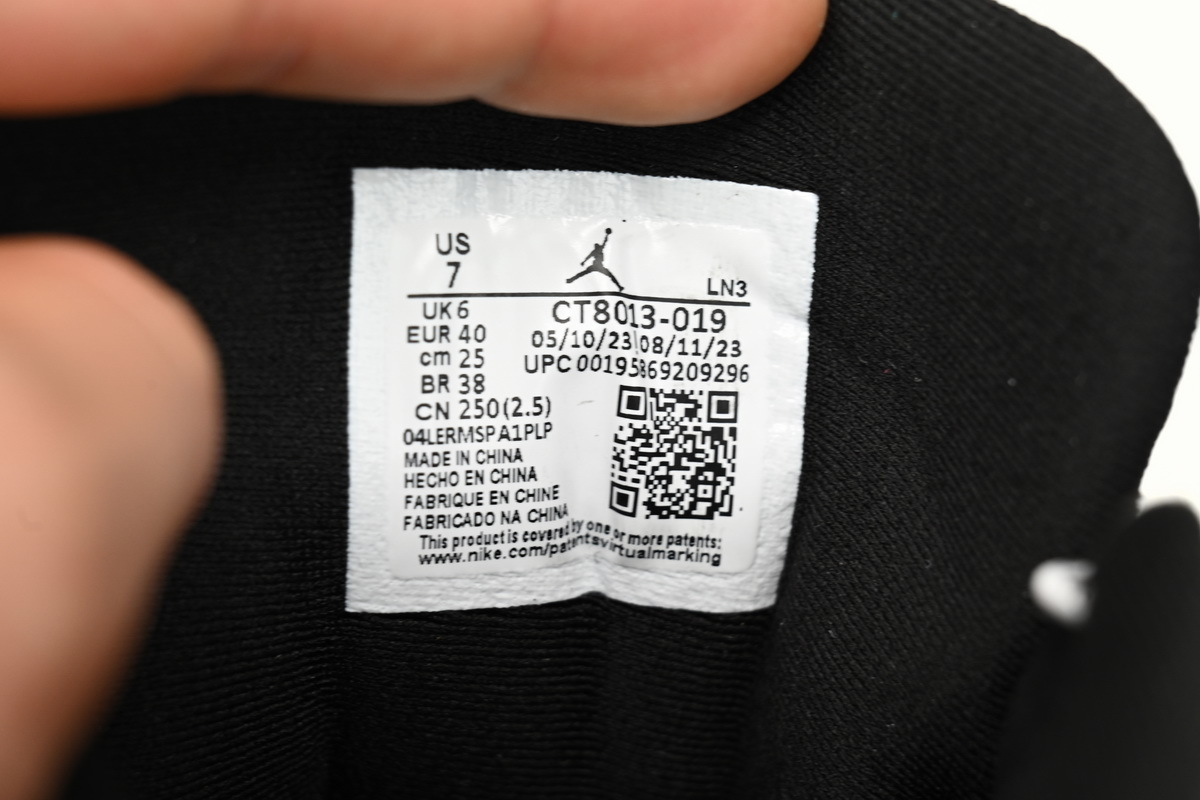 US
7
LN3
UK 6
EUR 40
cm 25
BR 38
CN 250(2.5)
04LERMSPA1PLP
MADE IN CHINA
HECHO EN CHINA
FABRIQUE EN CHINE
FABRICADO NA CHINA
CT8013-019
05/10/23\08/11/23
UPC 00195869209296
This product is covered by one or more patents:
www.nike.com/patentsvirtualmarking